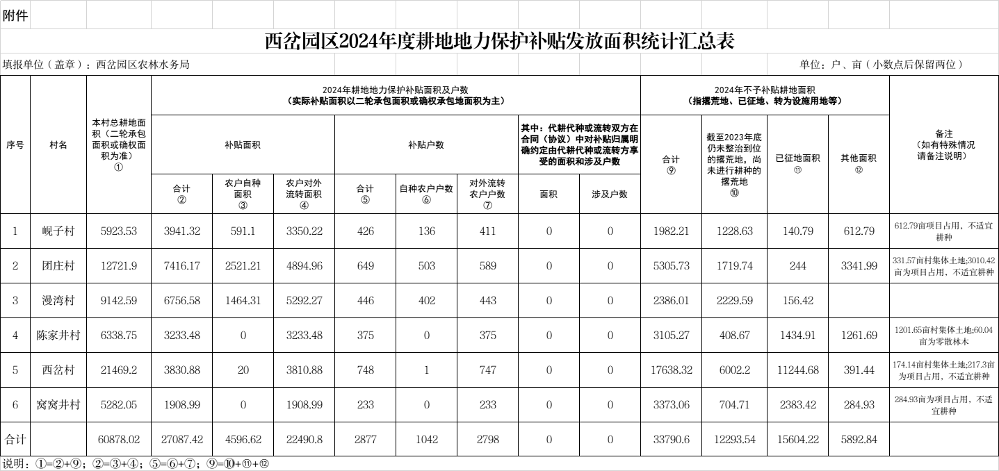 附件
西岔园区2024年度耕地地力保护补贴发放面积统计汇总表
填报单位（盖章）：西岔园区农林水务局 单位：户、亩（小数点后保留两位）
序号
村名
本村总耕地面
积（二轮承包
面积或确权面
积为准）
①
2024年耕地地力保护补贴面积及户数
（实际补贴面积以二轮承包面积或确权承包地面积为主）
2024年不予补贴耕地面积
（指撂荒地、已征地、转为设施用地等）
备注
（如有特殊情况
请备注说明）
补贴面积
补贴户数
其中：代耕代种或流转双方在
合同（协议）中对补贴归属明
确约定由代耕代种或流转方享
受的面积和涉及户数
合计
⑨
截至2023年底
仍未整治到位
的撂荒地，尚
未进行耕种的
撂荒地
⑩
已征地面积
⑪
其他面积
⑫
合计
②
农户自种
面积
③
农户对外
流转面积
④
合计
⑤
自种农户户数
⑥
对外流转
农户户数
⑦
面积
涉及户数
1 岘子村 5923.53 3941.32 591.1 3350.22 426 136 411 0 0 1982.21 1228.63 140.79 612.79 612.79亩项目占用，不适宜
耕种
2 团庄村 12721.9 7416.17 2521.21 4894.96 649 503 589 0 0 5305.73 1719.74 244 3341.99 331.57亩村集体土地;3010.42
亩为项目占用，不适宜耕种
3 漫湾村 9142.59 6756.58 1464.31 5292.27 446 402 443 0 0 2386.01 2229.59 156.42
4 陈家井村 6338.75 3233.48 0 3233.48 375 0 375 0 0 3105.27 408.67 1434.91 1261.69 1201.65亩村集体土地;60.04
亩为零散林木
5 西岔村 21469.2 3830.88 20 3810.88 748 1 747 0 0 17638.32 6002.2 11244.68 391.44 174.14亩村集体土地;217.3亩
为项目占用，不适宜耕种
6 窝窝井村 5282.05 1908.99 0 1908.99 233 0 233 0 0 3373.06 704.71 2383.42 284.93 284.93亩为项目占用，不适
宜耕种
合计 60878.02 27087.42 4596.62 22490.8 2877 1042 2798 0 0 33790.6 12293.54 15604.22 5892.84
说明：①=②+⑨；②=③+④；⑤=⑥+⑦；⑨=⑩+⑪+⑫